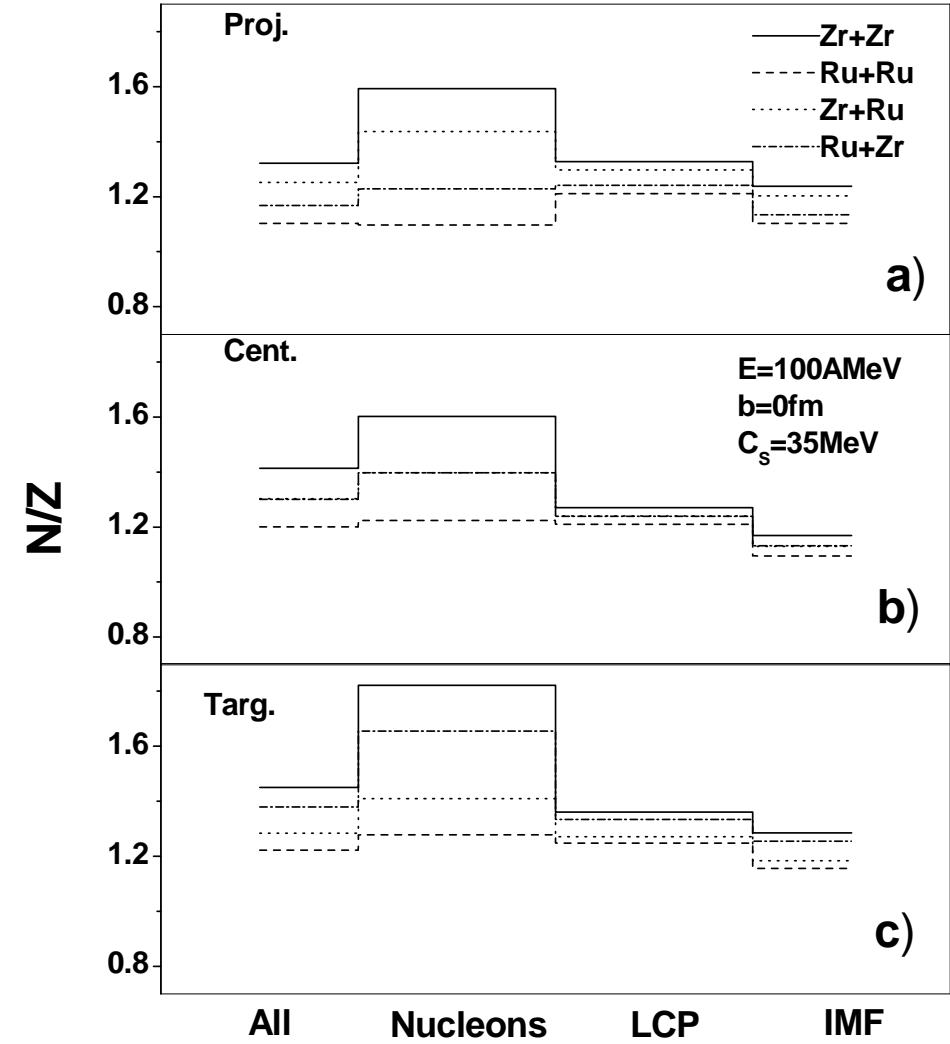 Proj.
Zr+Zr
Ru+Ru
Zr+Ru
Ru+Zr
1.6
1.2
0.8
a)
Cent.
E=100AMeV
b=0fm
C_s=35MeV
1.6
1.2
0.8
b)
N/Z
Targ.
1.6
1.2
0.8
c)
All Nucleons LCP IMF